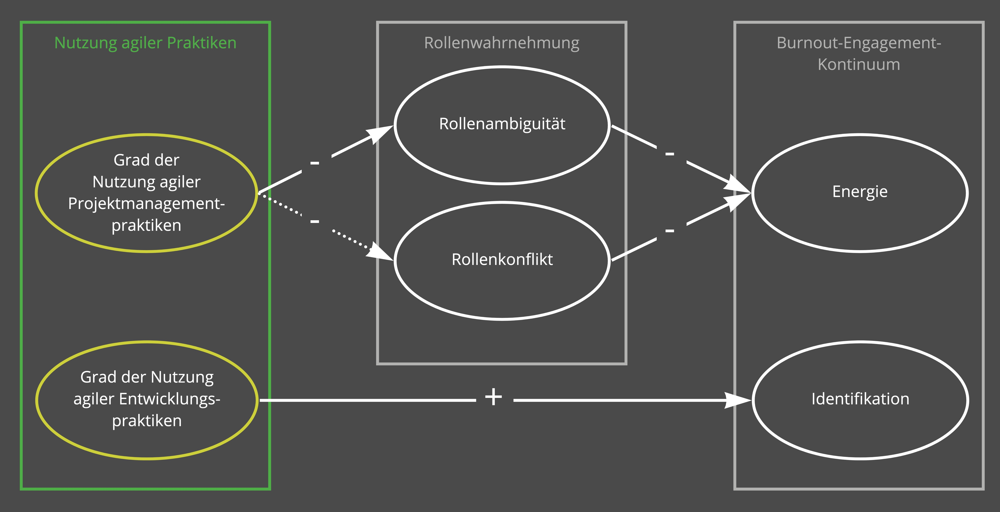 Nutzung agiler Praktiken
Grad der
Nutzung agiler
Projektmanagement-
praktiken
Grad der Nutzung
agiler Entwicklungs-
praktiken
-
-
+
Rollenwahrnehmung
Rollenambiguität
Rollenkonflikt
-
-
Burnout-Engagement-
Kontinuum
Energie
Identifikation